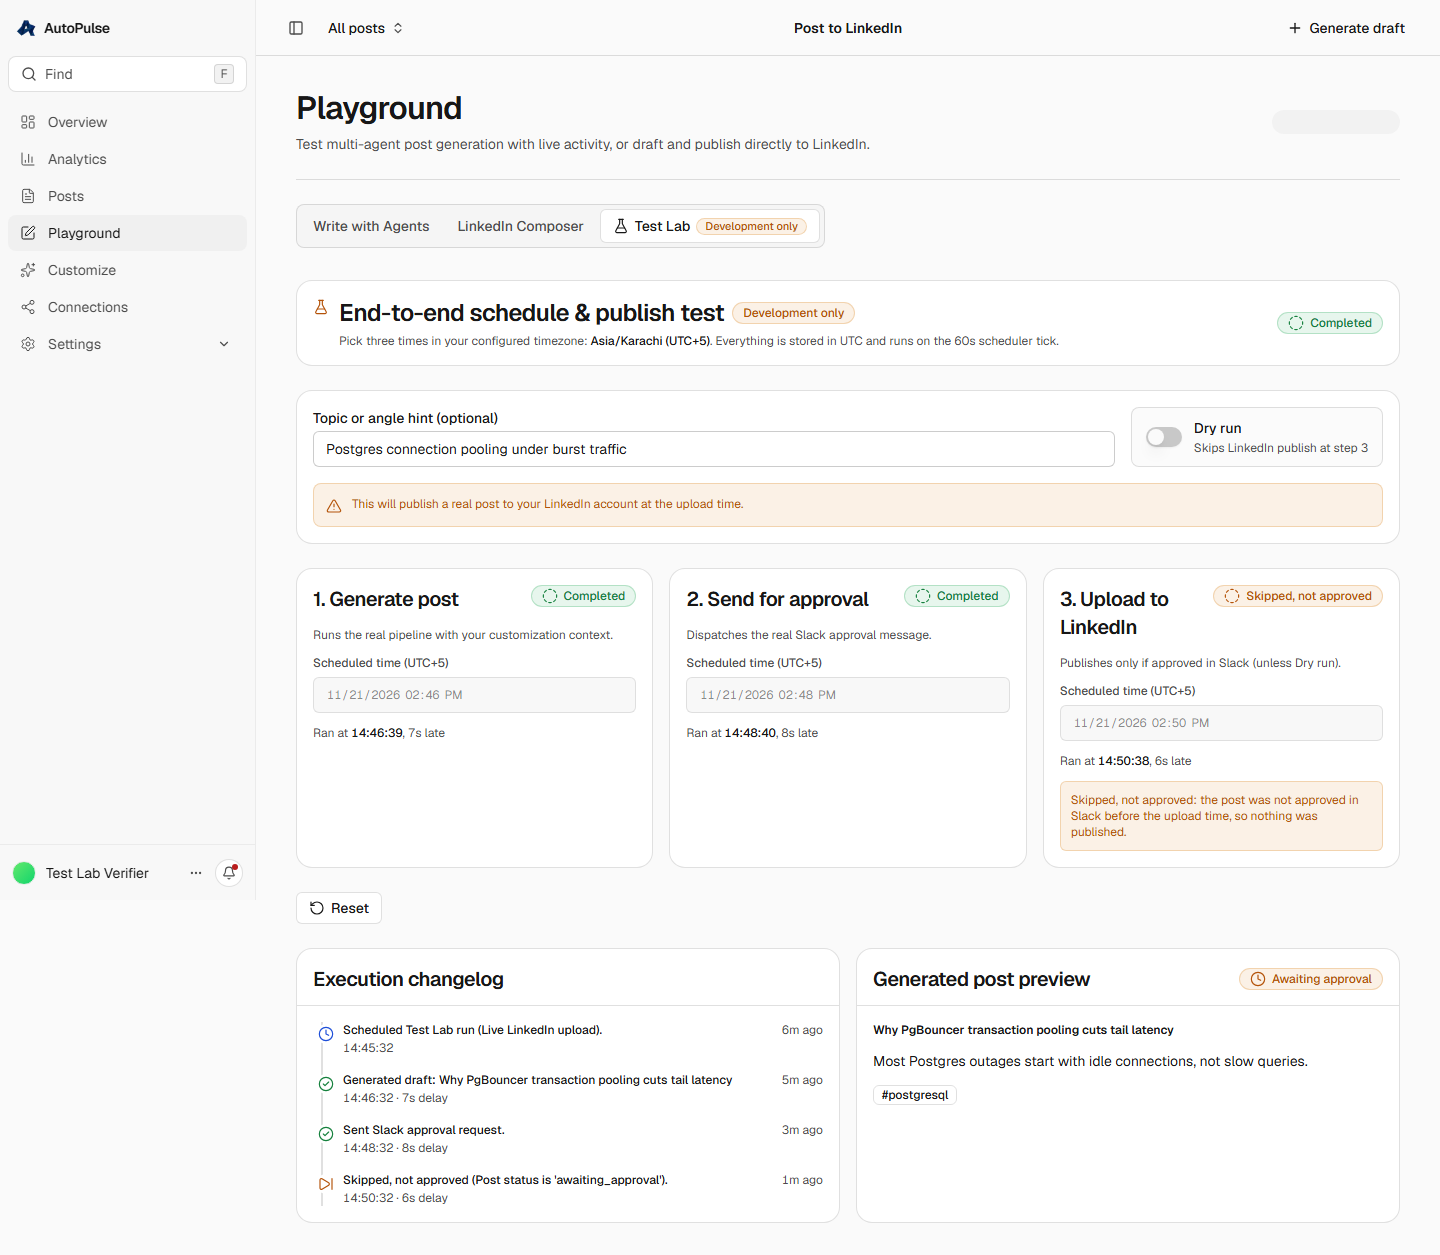 AutoPulse
Find
F
Overview
Analytics
Posts
Playground
Customize
Connections
Settings
Test Lab Verifier
All posts
Post to LinkedIn
Generate draft
Playground
Test multi-agent post generation with live activity, or draft and publish directly to LinkedIn.
Write with Agents
LinkedIn Composer
Test Lab
Development only
End-to-end schedule & publish test
Development only
Pick three times in your configured timezone: Asia/Karachi (UTC+5). Everything is stored in UTC and runs on the 60s scheduler tick.
Completed
Topic or angle hint (optional)
Postgres connection pooling under burst traffic
Dry run
Skips LinkedIn publish at step 3
This will publish a real post to your LinkedIn account at the upload time.
1. Generate post
Completed
Runs the real pipeline with your customization context.
Scheduled time (UTC+5)
11/21/2026 02:46 PM
Ran at 14:46:39, 7s late
2. Send for approval
Completed
Dispatches the real Slack approval message.
Scheduled time (UTC+5)
11/21/2026 02:48 PM
Ran at 14:48:40, 8s late
3. Upload to
LinkedIn
Skipped, not approved
Publishes only if approved in Slack (unless Dry run).
Scheduled time (UTC+5)
11/21/2026 02:50 PM
Ran at 14:50:38, 6s late
Skipped, not approved: the post was not approved in
Slack before the upload time, so nothing was
published.
Reset
Execution changelog
Scheduled Test Lab run (Live LinkedIn upload).
6m ago
14:45:32
Generated draft: Why PgBouncer transaction pooling cuts tail latency
5m ago
14:46:32 · 7s delay
Sent Slack approval request.
3m ago
14:48:32 · 8s delay
Skipped, not approved (Post status is 'awaiting_approval').
1m ago
14:50:32 · 6s delay
Generated post preview
Awaiting approval
Why PgBouncer transaction pooling cuts tail latency
Most Postgres outages start with idle connections, not slow queries.
#postgresql